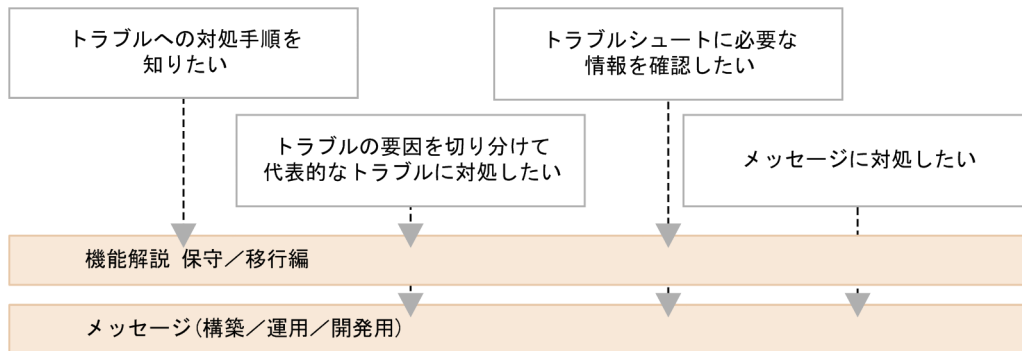 トラブルへの対処手順を
知りたい
トラブルシュートに必要な
情報を確認したい
トラブルの要因を切り分けて
代表的なトラブルに対処したい
メッセージに対処したい
機能解説 保守／移行編
メッセージ(構築／運用／開発用)